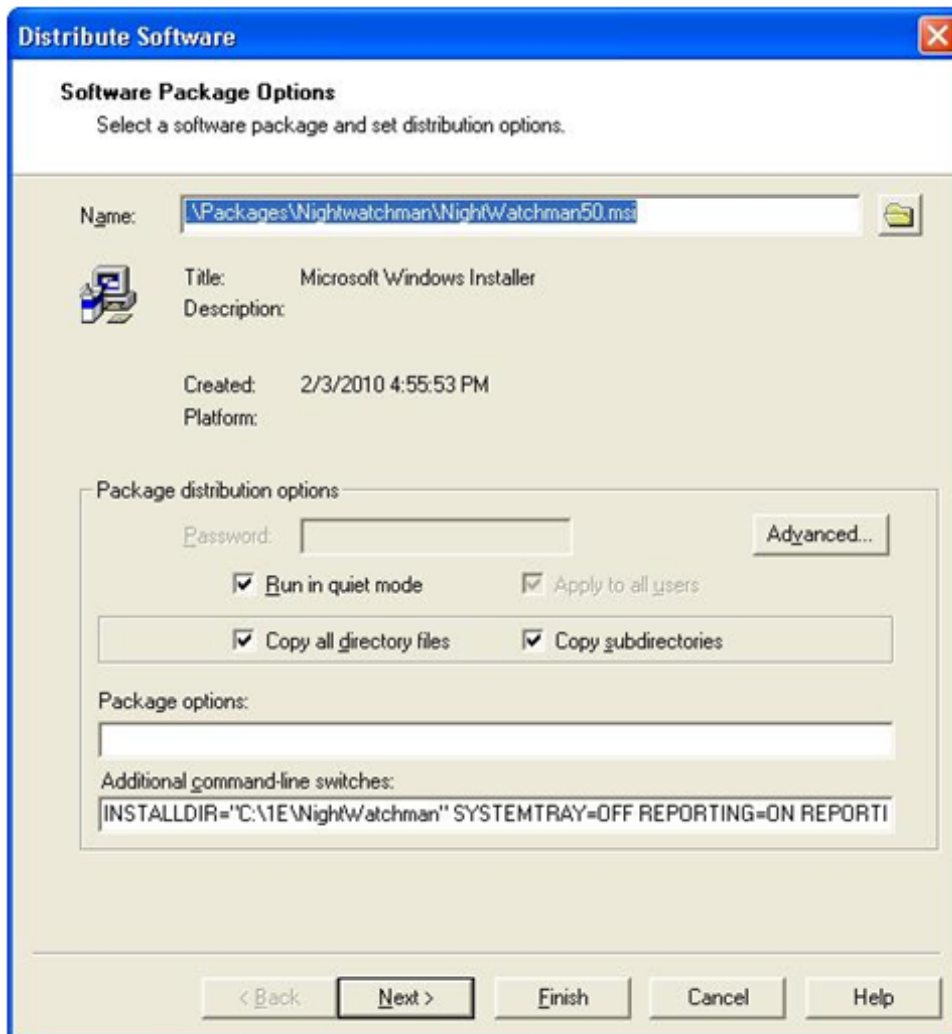 Distribute Software
Software Package Options
Select a software package and set distribution options.
Name: .\Packages\Nightwatchman\NightWatchman50.msi
Title: Microsoft Windows Installer
Description:
Created: 2/3/2010 4:55:53 PM
Platform:
Package distribution options
Password: Advanced...
Run in quiet mode Apply to all users
Copy all directory files Copy subdirectories
Package options:
Additional command-line switches:
INSTALLDIR="C:\1E\NightWatchman" SYSTEMTRAY=OFF REPORTING=ON REPORTI
< Back Next > Finish Cancel Help